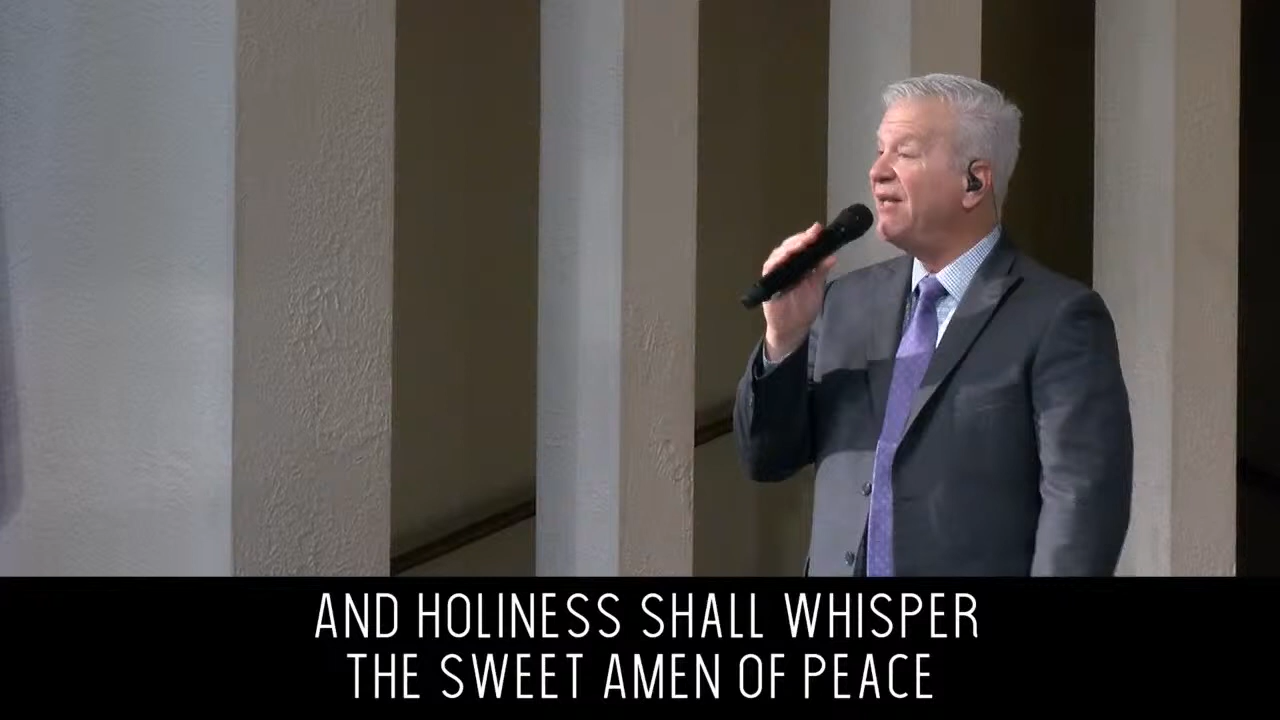 AND HOLINESS SHALL WHISPER
THE SWEET AMEN OF PEACE